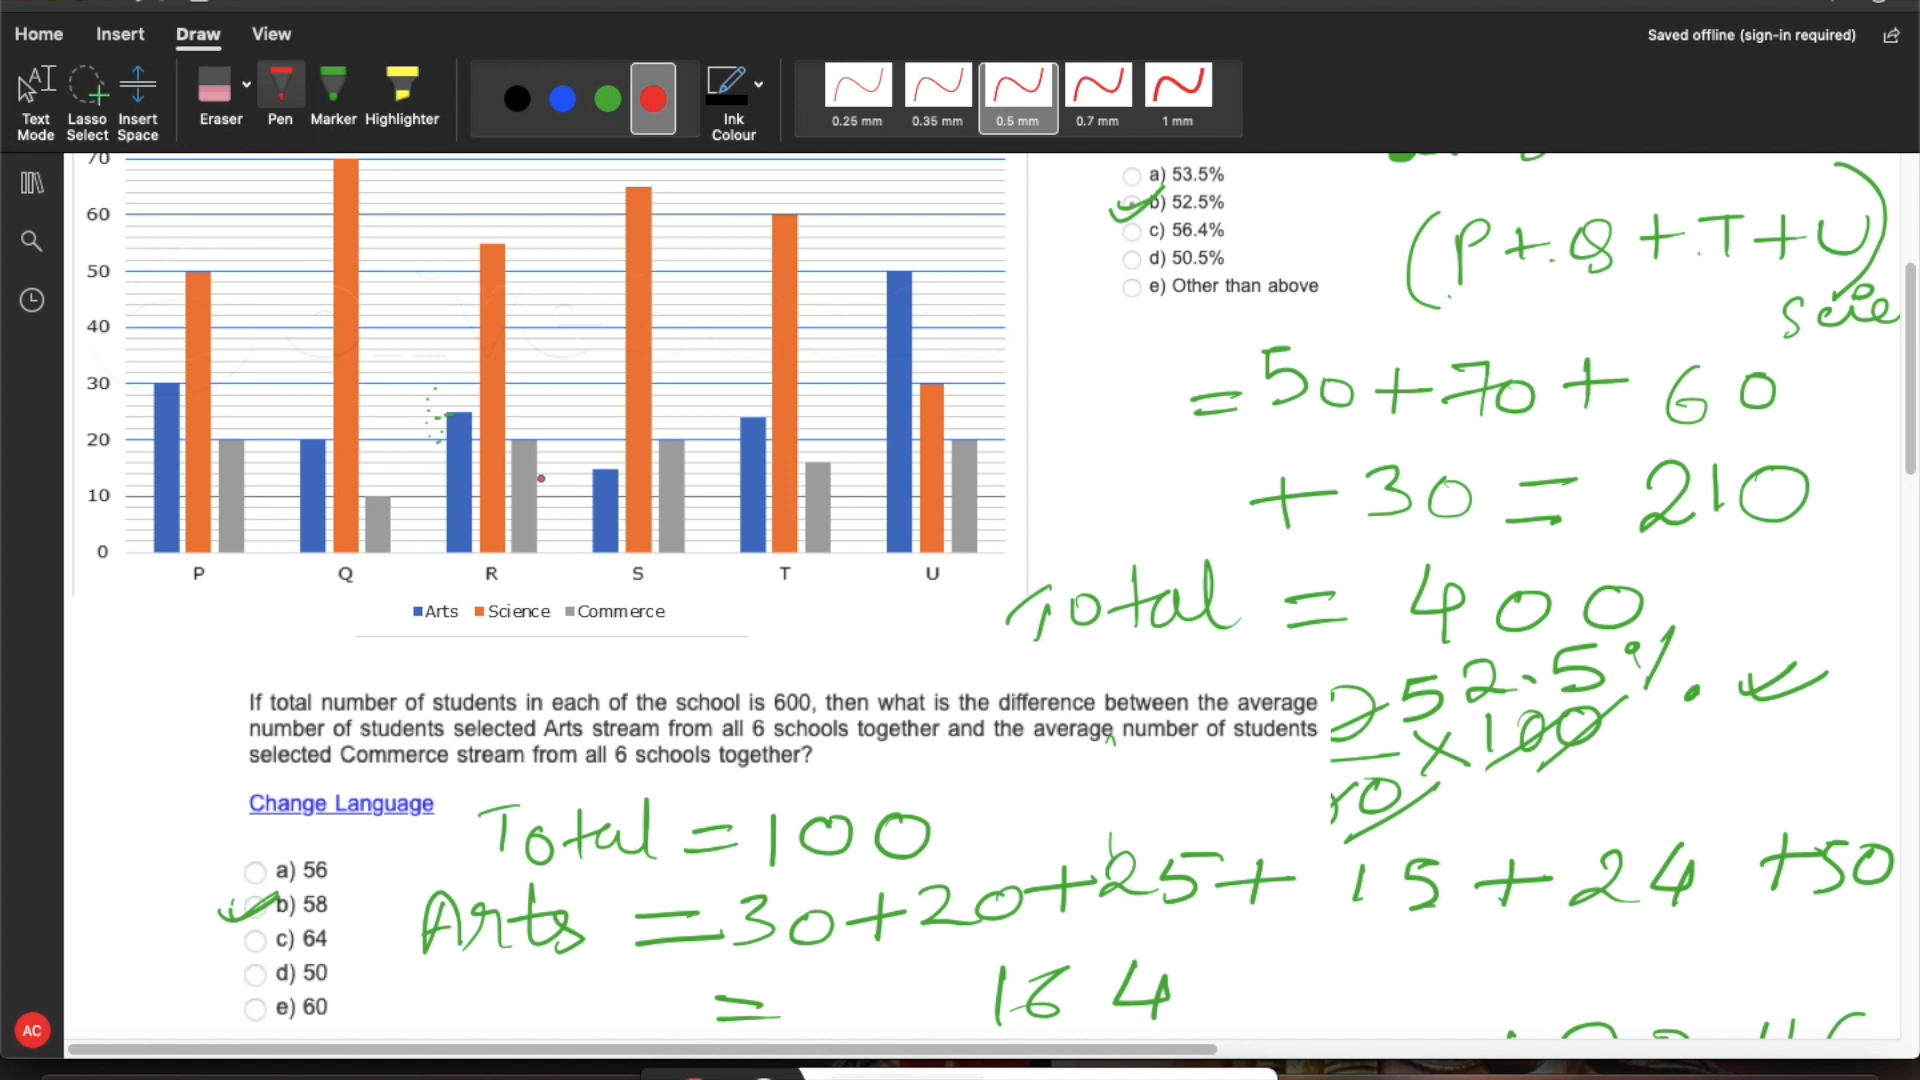 Home Insert Draw View Saved offline (sign-in required)
Text Mode Lasso Select Insert Space Eraser Pen Marker Highlighter Ink Colour 0.25 mm 0.35 mm 0.5 mm 0.7 mm 1 mm
70
60
50
40
30
20
10
0
P Q R S T U
Arts Science Commerce
a) 53.5%
b) 52.5%
c) 56.4%
d) 50.5%
e) Other than above
(P+Q+T+U)
Scie
=50+70+60
+30=210
Total = 400
52.5%.
×100
If total number of students in each of the school is 600, then what is the difference between the average
number of students selected Arts stream from all 6 schools together and the average number of students
selected Commerce stream from all 6 schools together?
Change Language
Total = 100
Arts = 30+20+25+15+24+50
= 164
a) 56
b) 58
c) 64
d) 50
e) 60
AC